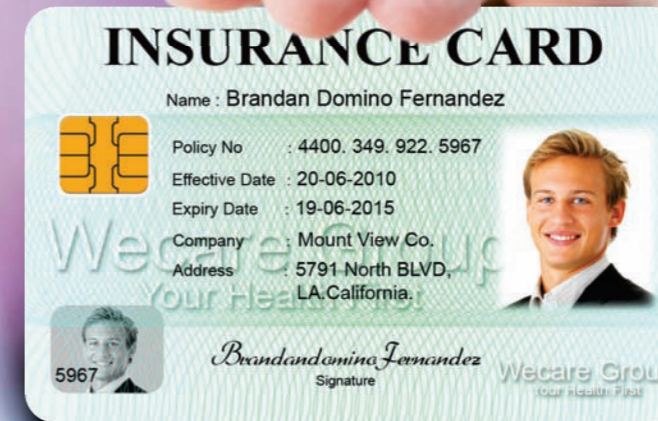 INSURANCE CARD
Name : Brandan Domino Fernandez
Policy No : 4400. 349. 922. 5967
Effective Date : 20-06-2010
Expiry Date : 19-06-2015
Company : Mount View Co.
Address : 5791 North BLVD,
LA.California.
Wecare Group
Your Health First
5967
Brandandomino Fernandez
Signature
Wecare Grou
Your Health First